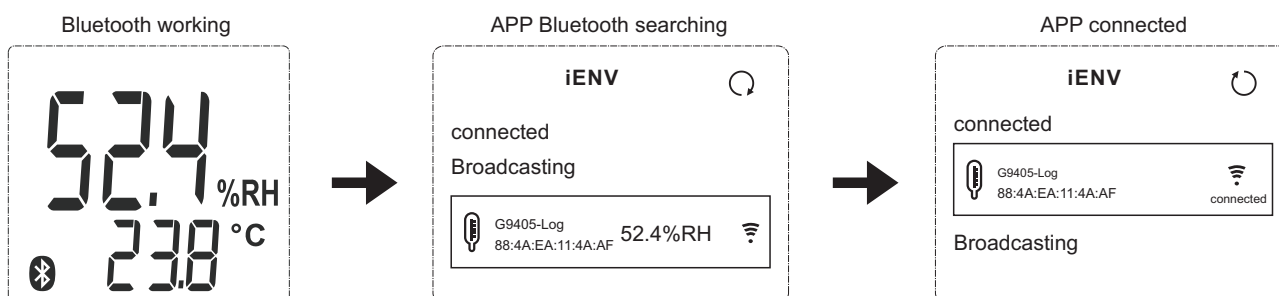 Bluetooth working
52.4
%RH
23.8 °C
APP Bluetooth searching
iENV
connected
Broadcasting
G9405-Log
88:4A:EA:11:4A:AF 52.4%RH
APP connected
iENV
connected
G9405-Log
88:4A:EA:11:4A:AF
connected
Broadcasting